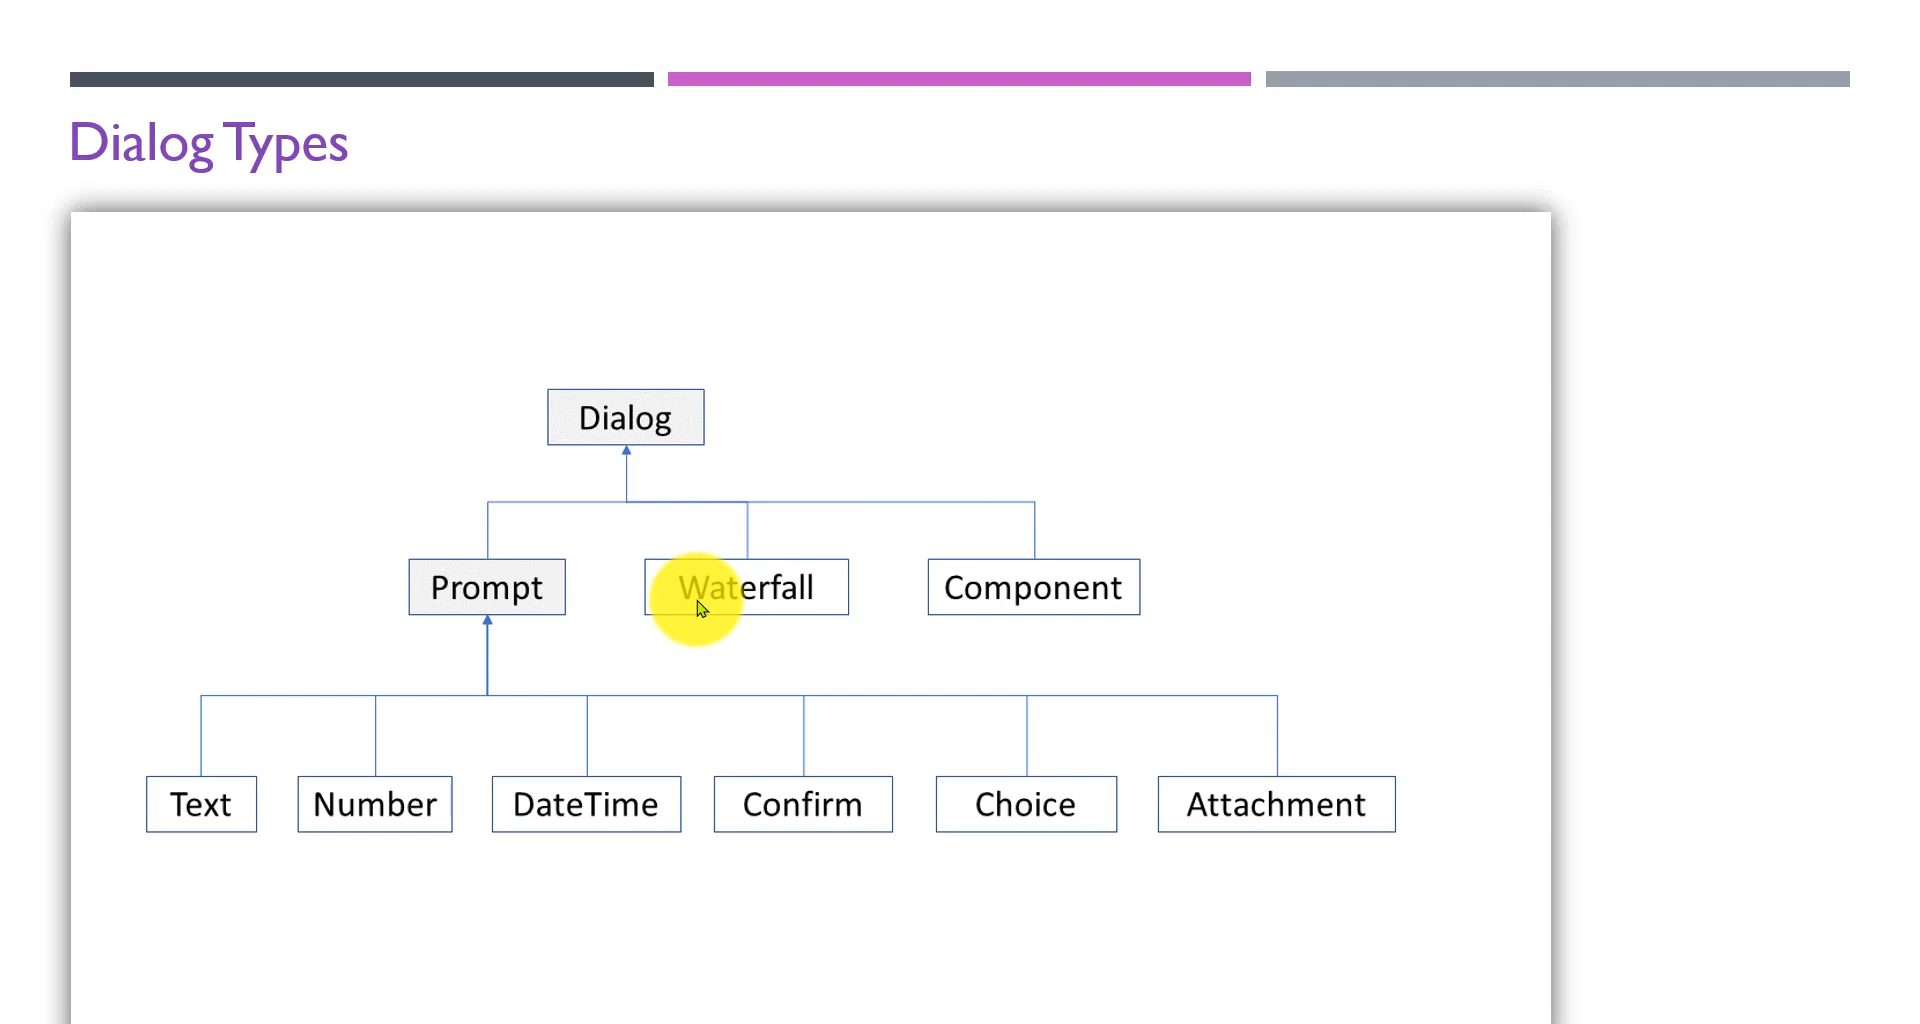 Dialog Types
Dialog
Prompt
Waterfall
Component
Text
Number
DateTime
Confirm
Choice
Attachment